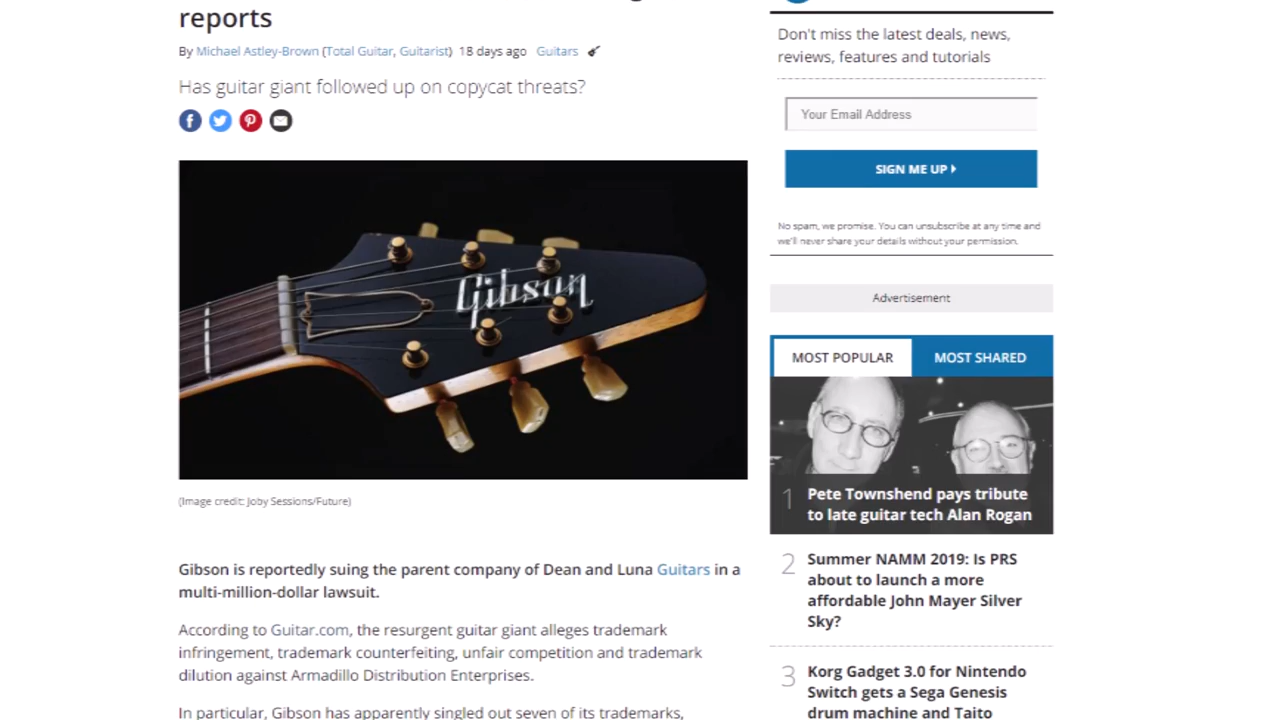 reports
By Michael Astley-Brown (Total Guitar, Guitarist) 18 days ago Guitars
Has guitar giant followed up on copycat threats?
Gibson
(Image credit: Joby Sessions/Future)
Gibson is reportedly suing the parent company of Dean and Luna Guitars in a
multi-million-dollar lawsuit.
According to Guitar.com, the resurgent guitar giant alleges trademark
infringement, trademark counterfeiting, unfair competition and trademark
dilution against Armadillo Distribution Enterprises.
In particular, Gibson has apparently singled out seven of its trademarks,
Don't miss the latest deals, news,
reviews, features and tutorials
Your Email Address
SIGN ME UP
No spam, we promise. You can unsubscribe at any time and
we'll never share your details without your permission.
Advertisement
MOST POPULAR
MOST SHARED
1 Pete Townshend pays tribute
to late guitar tech Alan Rogan
2 Summer NAMM 2019: Is PRS
about to launch a more
affordable John Mayer Silver
Sky?
3 Korg Gadget 3.0 for Nintendo
Switch gets a Sega Genesis
drum machine and Taito